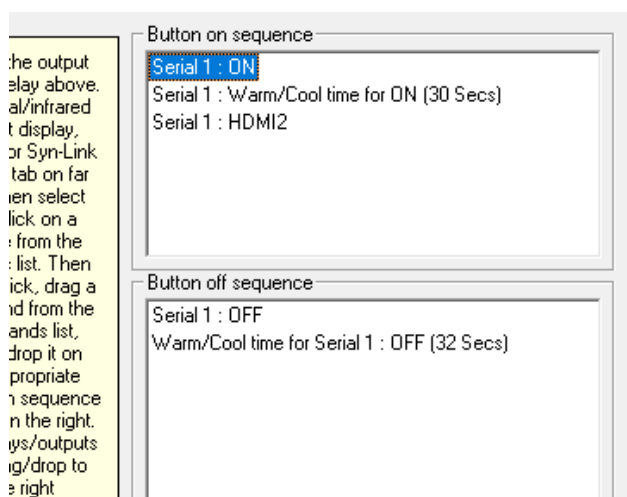 Button on sequence
Serial 1 : ON
Serial 1 : Warm/Cool time for ON (30 Secs)
Serial 1 : HDMI2
Button off sequence
Serial 1 : OFF
Warm/Cool time for Serial 1 : OFF (32 Secs)
the output
elay above.
al/infrared
t display,
or Syn-Link
tab on far
hen select
lick on a
from the
list. Then
ick, drag a
nd from the
ands list,
drop it on
propriate
n sequence
n the right.
ys/outputs
g/drop to
e right